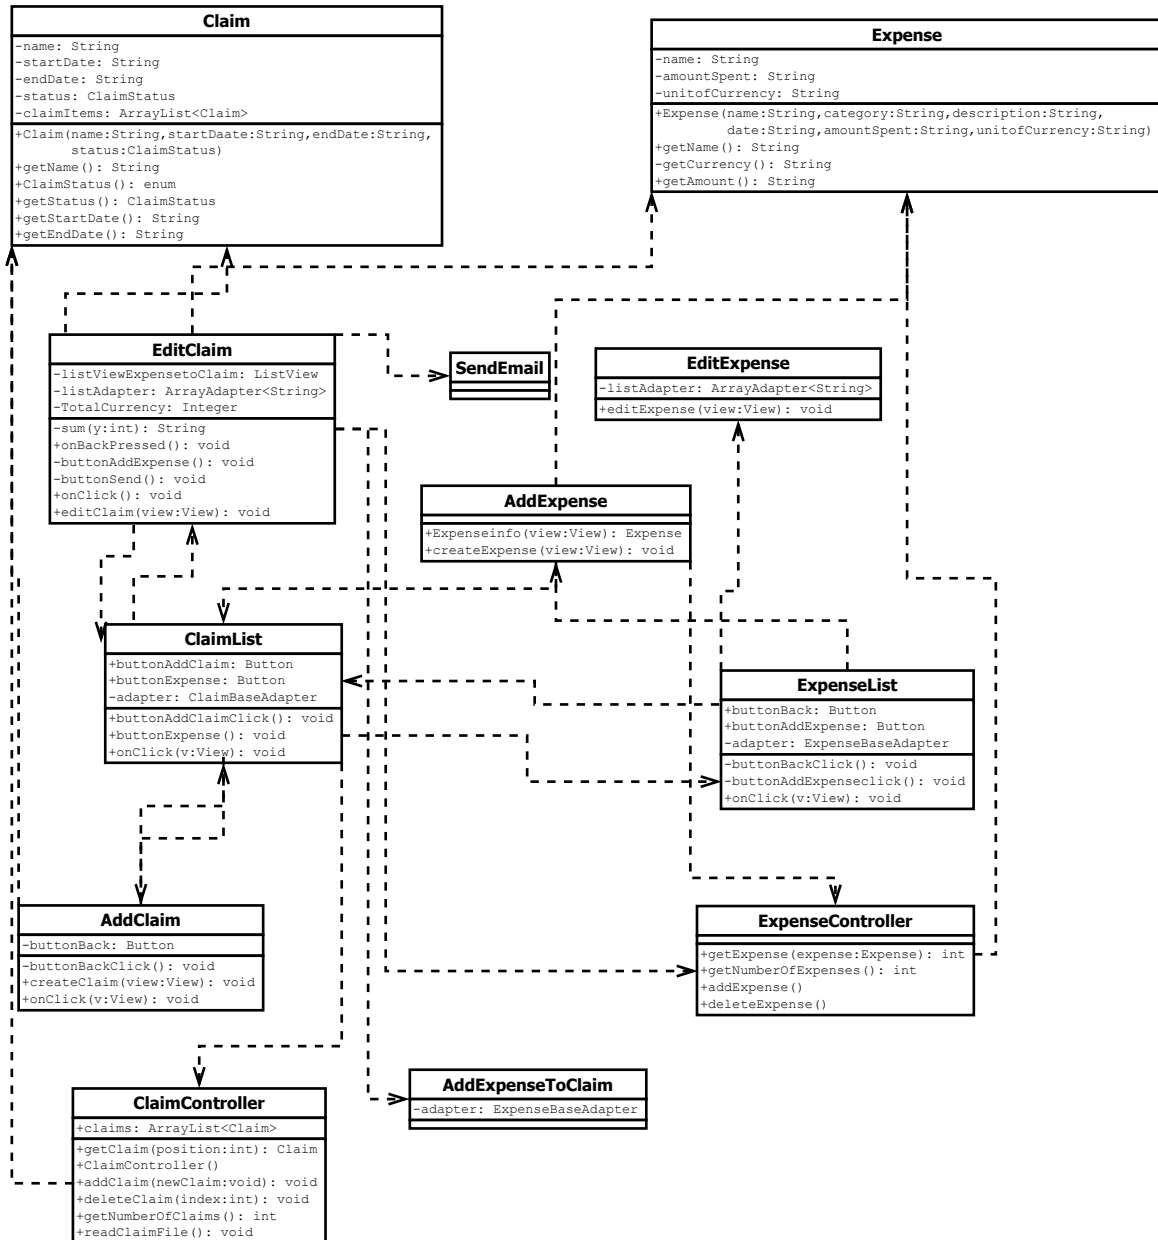 Claim
-name: String
-startDate: String
-endDate: String
-status: ClaimStatus
-claimItems: ArrayList<Claim>
+Claim(name:String,startDaate:String,endDate:String,
status:ClaimStatus)
+getName(): String
+ClaimStatus(): enum
+getStatus(): ClaimStatus
+getStartDate(): String
+getEndDate(): String
Expense
-name: String
-amountSpent: String
-unitofCurrency: String
+Expense(name:String,category:String,description:String,
date:String,amountSpent:String,unitofCurrency:String)
+getName(): String
-getCurrency(): String
+getAmount(): String
EditClaim
-listViewExpensetoClaim: ListView
-listAdapter: ArrayAdapter<String>
-TotalCurrency: Integer
-sum(y:int): String
+onBackPressed(): void
-buttonAddExpense(): void
-buttonSend(): void
+onClick(): void
+editClaim(view:View): void
SendEmail
EditExpense
-listAdapter: ArrayAdapter<String>
+editExpense(view:View): void
AddExpense
+Expenseinfo(view:View): Expense
+createExpense(view:View): void
ClaimList
+buttonAddClaim: Button
+buttonExpense: Button
-adapter: ClaimBaseAdapter
+buttonAddClaimClick(): void
+buttonExpense(): void
+onClick(v:View): void
ExpenseList
+buttonBack: Button
+buttonAddExpense: Button
-adapter: ExpenseBaseAdapter
-buttonBackClick(): void
-buttonAddExpenseclick(): void
+onClick(v:View): void
AddClaim
-buttonBack: Button
-buttonBackClick(): void
+createClaim(view:View): void
+onClick(v:View): void
ExpenseController
+getExpense(expense:Expense): int
+getNumberOfExpenses(): int
+addExpense()
+deleteExpense()
AddExpenseToClaim
-adapter: ExpenseBaseAdapter
ClaimController
+claims: ArrayList<Claim>
+getClaim(position:int): Claim
+ClaimController()
+addClaim(newClaim:void): void
+deleteClaim(index:int): void
+getNumberOfClaims(): int
+readClaimFile(): void